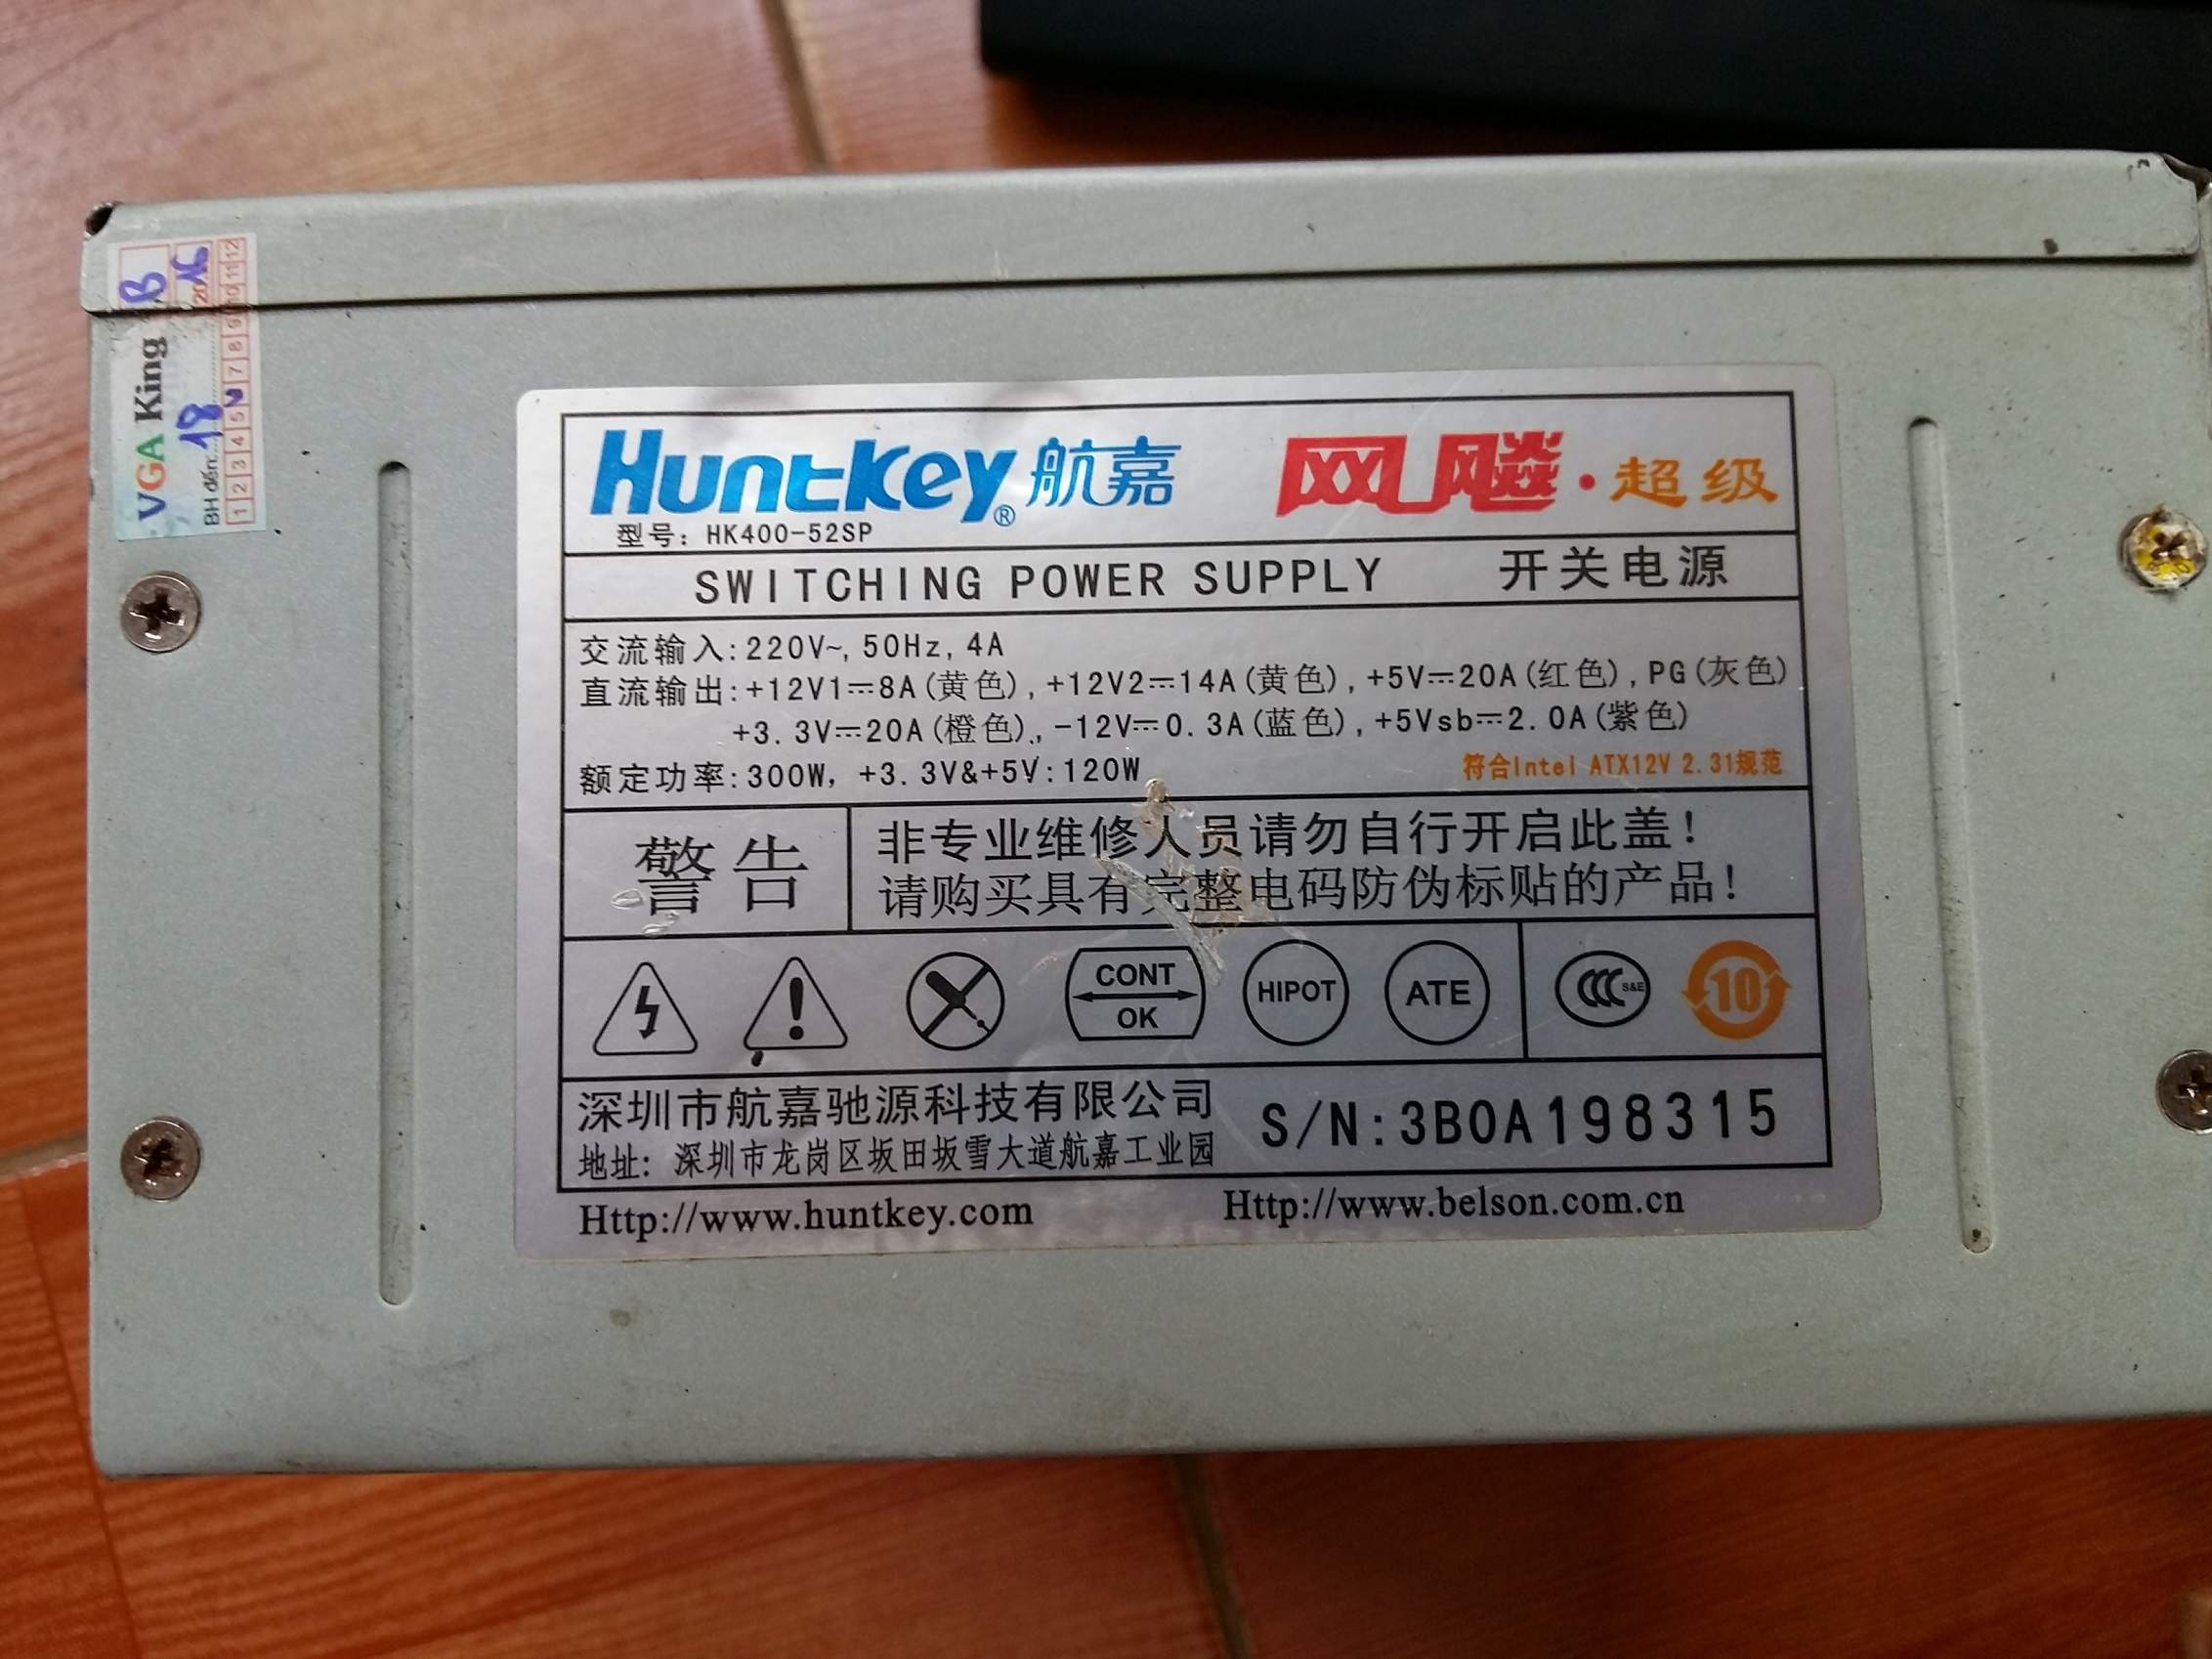 VGA King B
BH đến: 18 2016
1 2 3 4 5 7 8 9 10 11 12
Huntkey® 航嘉 网飚·超级
型号: HK400-52SP
SWITCHING POWER SUPPLY 开关电源
交流输入:220V~, 50Hz, 4A
直流输出:+12V1⎓8A(黄色), +12V2⎓14A(黄色), +5V⎓20A(红色), PG(灰色)
+3.3V⎓20A(橙色), -12V⎓0.3A(蓝色), +5Vsb⎓2.0A(紫色)
额定功率:300W, +3.3V&+5V:120W 符合Intel ATX12V 2.31规范
警告
非专业维修人员请勿自行开启此盖!
请购买具有完整电码防伪标贴的产品!
CONT
OK
HIPOT
ATE
CCC S&E
10
深圳市航嘉驰源科技有限公司
地址: 深圳市龙岗区坂田坂雪大道航嘉工业园
S/N:3B0A198315
Http://www.huntkey.com Http://www.belson.com.cn